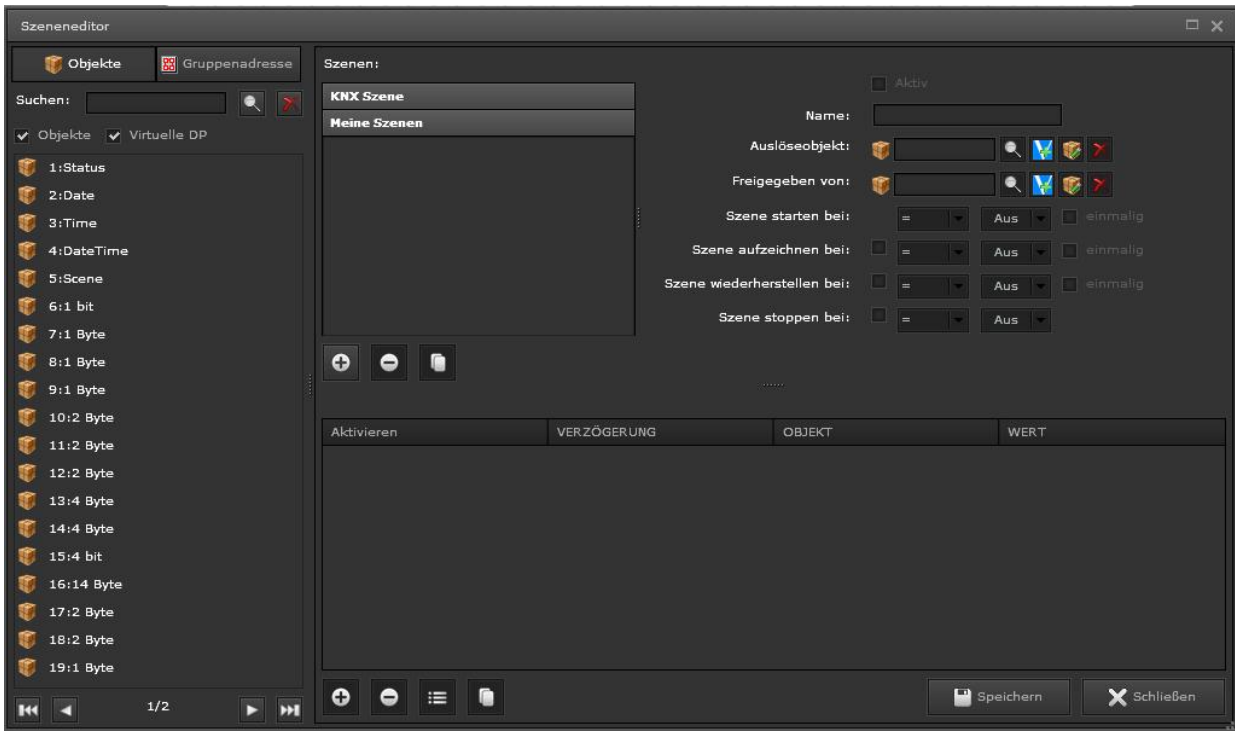 Szeneneditor
Objekte
Gruppenadresse
Suchen:
Objekte
Virtuelle DP
1:Status
2:Date
3:Time
4:DateTime
5:Scene
6:1 bit
7:1 Byte
8:1 Byte
9:1 Byte
10:2 Byte
11:2 Byte
12:2 Byte
13:4 Byte
14:4 Byte
15:4 bit
16:14 Byte
17:2 Byte
18:2 Byte
19:1 Byte
1/2
Szenen:
KNX Szene
Meine Szenen
Aktiv
Name:
Auslöseobjekt:
Freigegeben von:
Szene starten bei: = Aus einmalig
Szene aufzeichnen bei: = Aus einmalig
Szene wiederherstellen bei: = Aus einmalig
Szene stoppen bei: = Aus
Aktivieren VERZÖGERUNG OBJEKT WERT
Speichern
Schließen